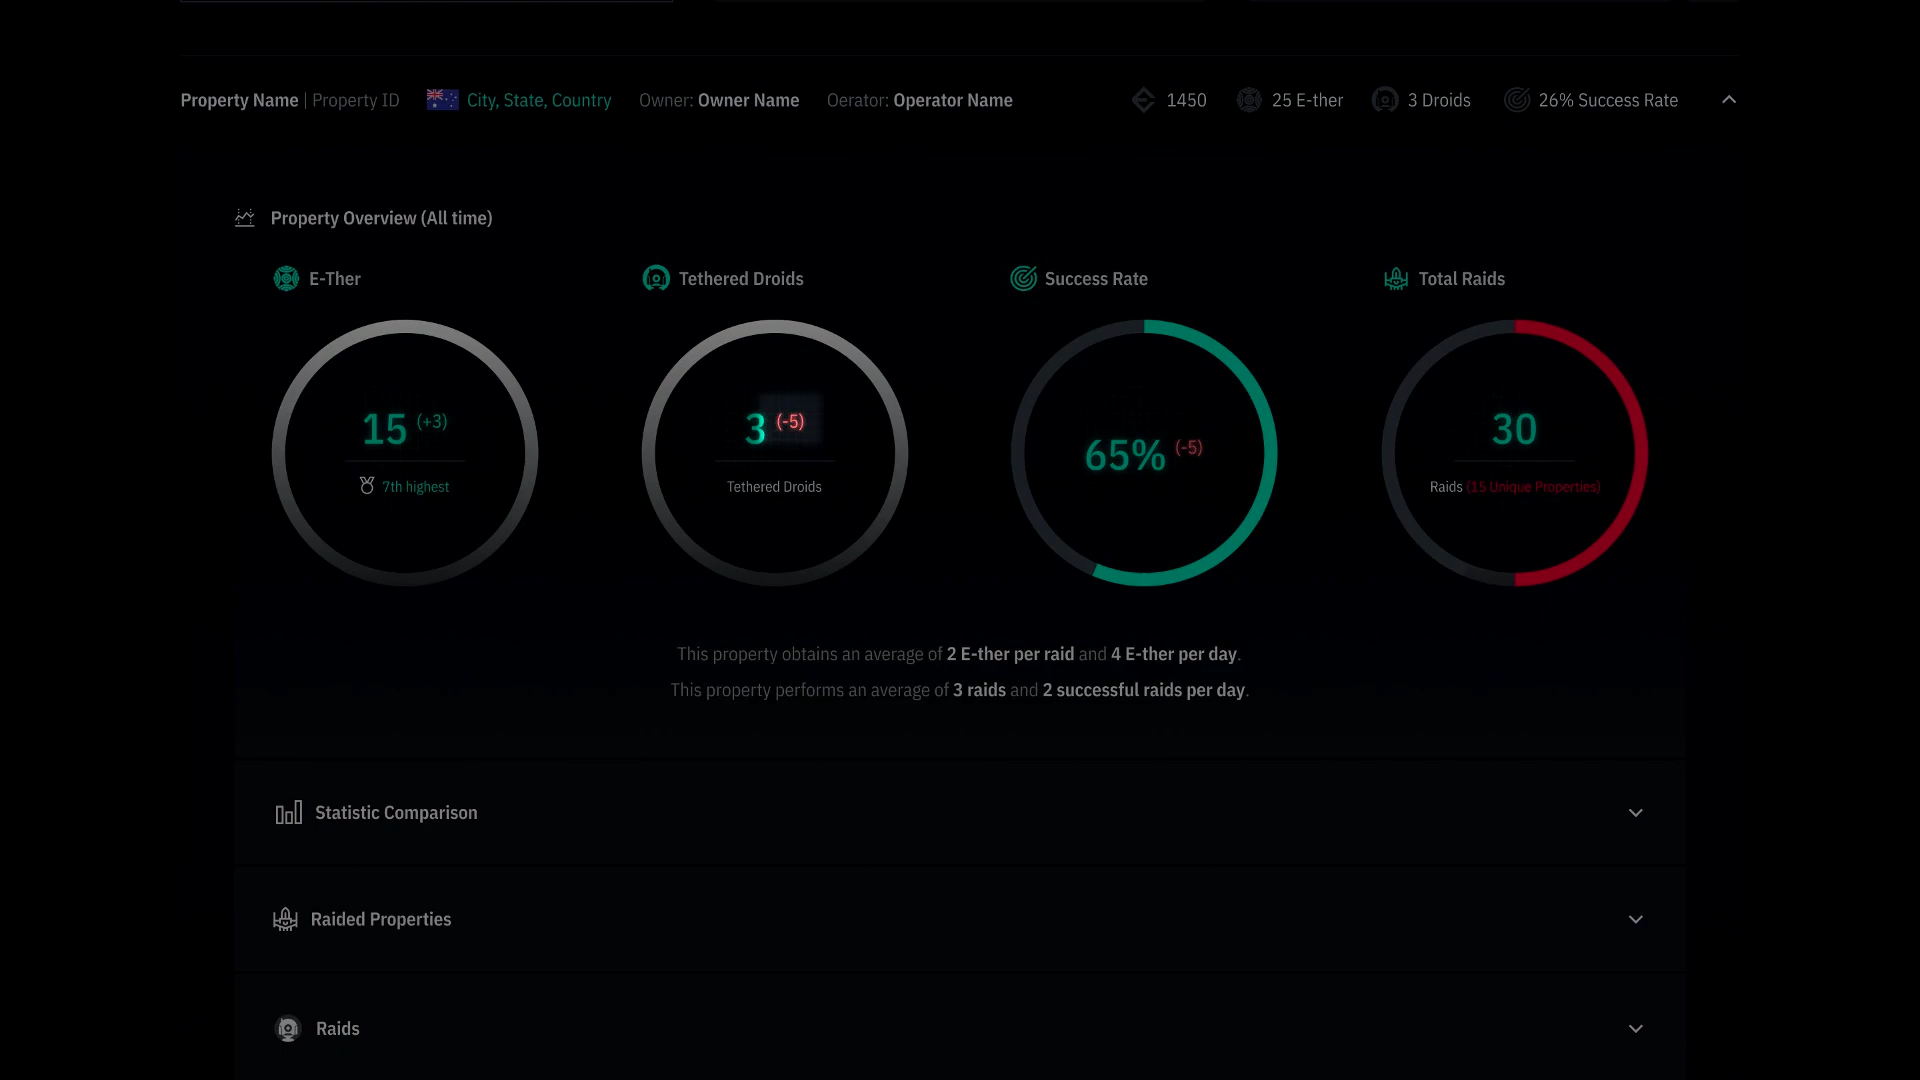 Property Name | Property ID City, State, Country Owner: Owner Name Oerator: Operator Name 1450 25 E-ther 3 Droids 26% Success Rate
Property Overview (All time)
E-Ther Tethered Droids Success Rate Total Raids
15 (+3)
7th highest
3 (-5)
Tethered Droids
65% (-5)
30
Raids (15 Unique Properties)
This property obtains an average of 2 E-ther per raid and 4 E-ther per day.
This property performs an average of 3 raids and 2 successful raids per day.
Statistic Comparison
Raided Properties
Raids